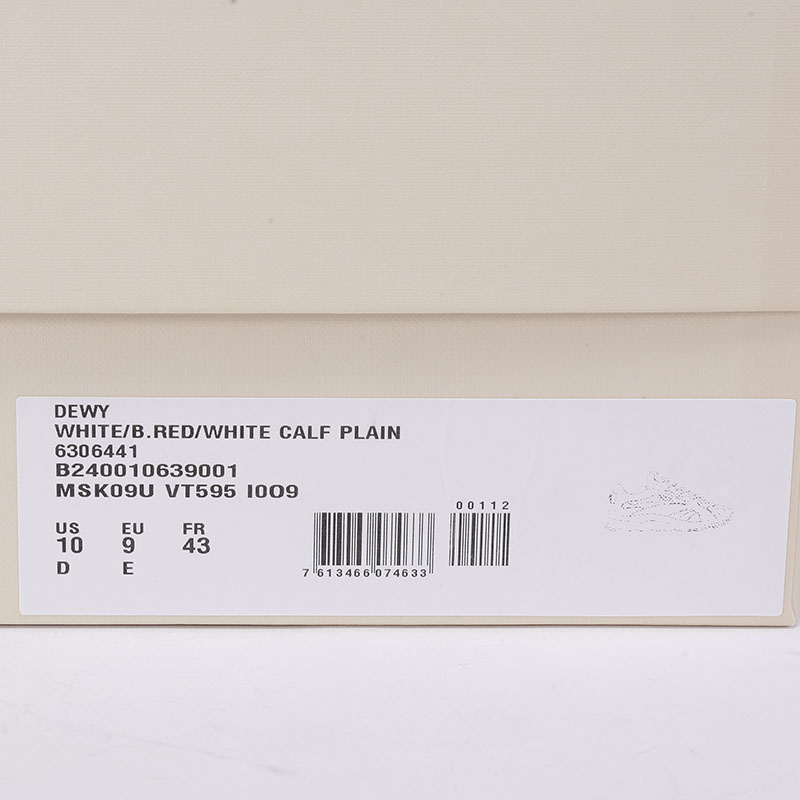 DEWY
WHITE/B.RED/WHITE CALF PLAIN
6306441
B240010639001
MSK09U VT595 I0O9
US EU FR
10 9 43
D E
00112
7 613466 074633